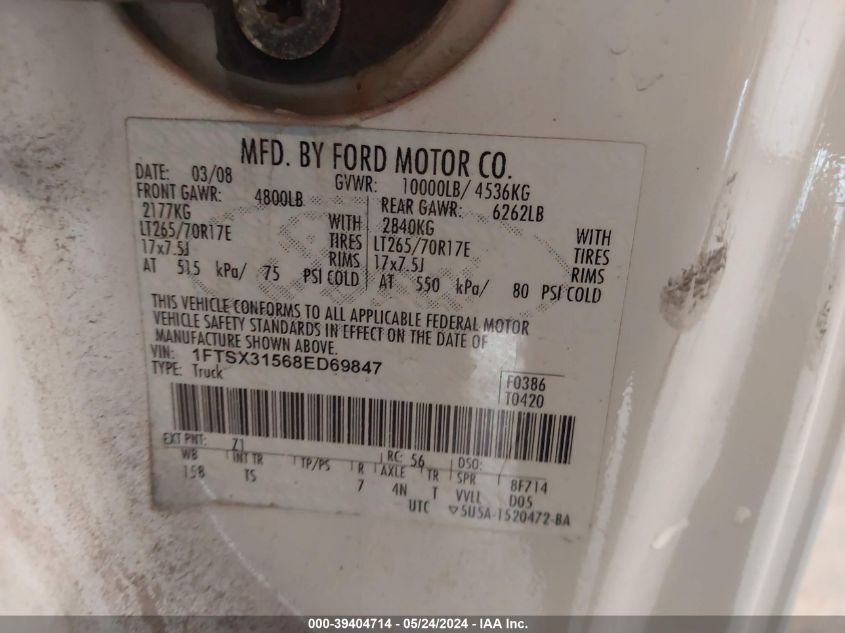 MFD. BY FORD MOTOR CO.
DATE: 03/08 GVWR: 10000LB/ 4536KG
FRONT GAWR: 4800LB REAR GAWR: 6262LB
2177KG WITH 2840KG WITH
LT265/70R17E TIRES LT265/70R17E TIRES
17x7.5J RIMS 17x7.5J RIMS
AT 515 kPa/ 75 PSI COLD AT 550 kPa/ 80 PSI COLD
THIS VEHICLE CONFORMS TO ALL APPLICABLE FEDERAL MOTOR
VEHICLE SAFETY STANDARDS IN EFFECT ON THE DATE OF
MANUFACTURE SHOWN ABOVE.
VIN: 1FTSX31568ED69847
TYPE: Truck
F0386
T0420
EXT PNT: Z1 RC: 56 DSO:
WB INT TR TP/PS R AXLE TR SPR 8F714
158 TS 7 4N T VVLL D05
UTC ▽5U5A-1520472-BA
000-39404714 - 05/24/2024 - IAA Inc.